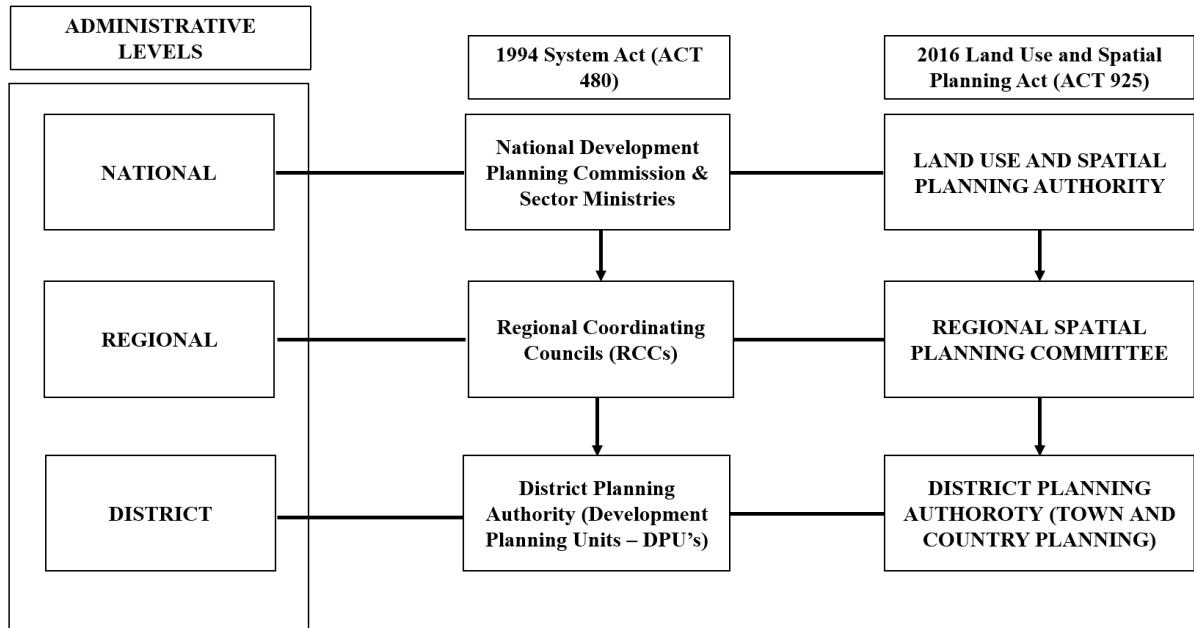 ADMINISTRATIVE
LEVELS
1994 System Act (ACT
480)
2016 Land Use and Spatial
Planning Act (ACT 925)
NATIONAL
National Development
Planning Commission &
Sector Ministries
LAND USE AND SPATIAL
PLANNING AUTHORITY
REGIONAL
Regional Coordinating
Councils (RCCs)
REGIONAL SPATIAL
PLANNING COMMITTEE
DISTRICT
District Planning
Authority (Development
Planning Units – DPU’s)
DISTRICT PLANNING
AUTHOROTY (TOWN AND
COUNTRY PLANNING)